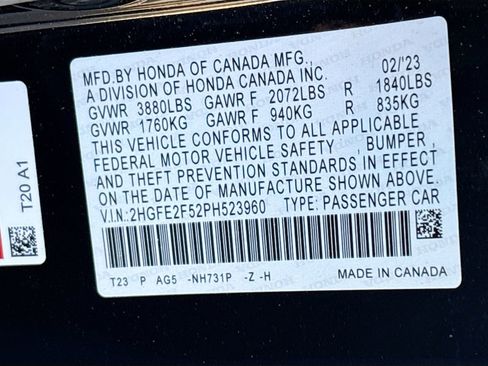 MFD. BY HONDA OF CANADA MFG., 02/'23
A DIVISION OF HONDA CANADA INC.
GVWR 3880LBS GAWR F 2072LBS R 1840LBS
GVWR 1760KG GAWR F 940KG R 835KG
THIS VEHICLE CONFORMS TO ALL APPLICABLE
FEDERAL MOTOR VEHICLE SAFETY , BUMPER,
AND THEFT PREVENTION STANDARDS IN EFFECT
ON THE DATE OF MANUFACTURE SHOWN ABOVE.
V.I.N.:2HGFE2F52PH523960 TYPE: PASSENGER CAR
T23 P AG5 -NH731P -Z -H
MADE IN CANADA
T20 A1